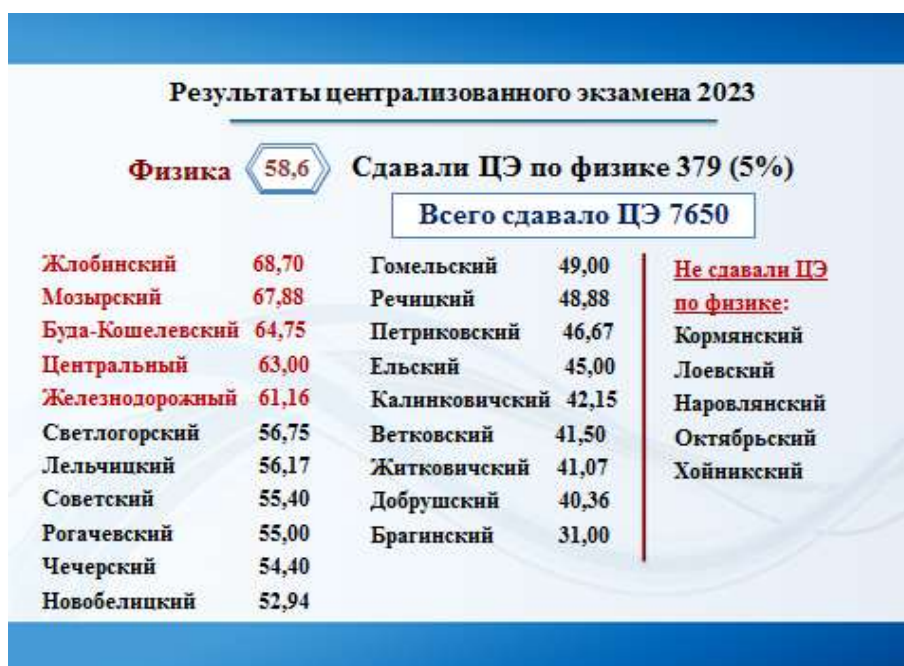 Результаты централизованного экзамена 2023
Физика 58,6 Сдавали ЦЭ по физике 379 (5%)
Всего сдавало ЦЭ 7650
Жлобинский 68,70
Мозырский 67,88
Буда-Кошелевский 64,75
Центральный 63,00
Железнодорожный 61,16
Светлогорский 56,75
Лельчицкий 56,17
Советский 55,40
Рогачевский 55,00
Чечерский 54,40
Новобелицкий 52,94
Гомельский 49,00
Речицкий 48,88
Петриковский 46,67
Ельский 45,00
Калинковичский 42,15
Ветковский 41,50
Житковичский 41,07
Добрушский 40,36
Брагинский 31,00
Не сдавали ЦЭ
по физике:
Кормянский
Лоевский
Наровлянский
Октябрьский
Хойникский